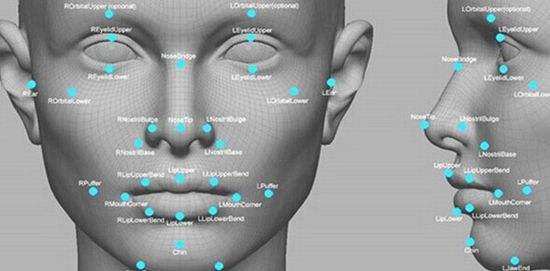 ROrbitalUpper(optional)
LOrbitalUpper(optional)
REyelidUpper
LEyelidUpper
NoseBridge
REyelidLower
LEyelidLower
REar
ROrbitalLower
LOrbitalLower
LEar
RNostrilBulge
NoseTip
LNostrilBulge
RNostrilBase
LNostrilBase
RPuffer
RLipUpperBend
LipUpper
LLipUpperBend
LPuffer
RMouthCorner
LMouthCorner
RLipLowerBend
LipLower
LLipLowerBend
Chin
LOrbitalUpper(optional)
LEyelidUpper
NoseBridge
LEyelidLower
NoseTip
LNostrilBulge
LNostrilBase
LipUpper
LLipUpperBend
LPuffer
LMouthCorner
LipLower
LLipLowerBend
Chin
LJawEnd